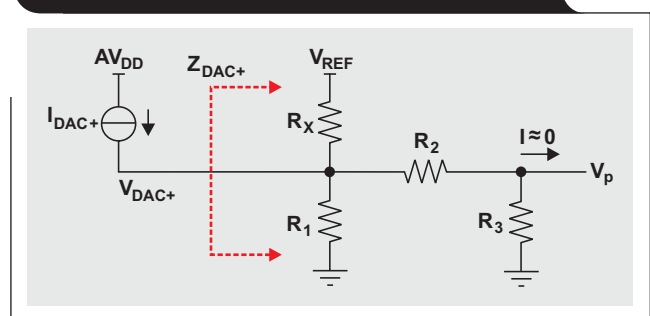 AVDD
ZDAC+
VREF
IDAC+
RX
R2
I ≈ 0
VDAC+
Vp
R1
R3